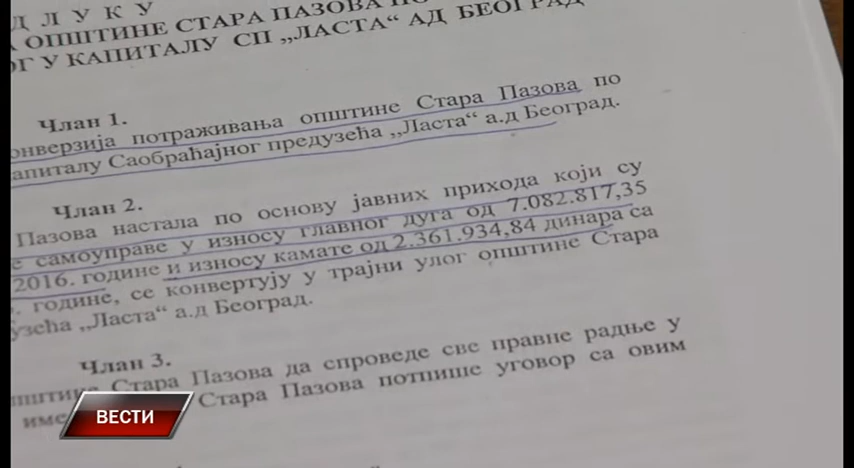 Д Л У К У
ОПШТИНЕ СТАРА ПАЗОВА
У КАПИТАЛУ СП „ЛАСТА“ АД БЕОГРАД
Члан 1.
потраживања општине Стара Пазова по
капиталу Саобраћајног предузећа „Ласта“ а.д Београд.
Члан 2.
Пазова настала по основу јавних прихода који су
самоуправе у износу главног дуга од 7.082.817,35
2016. године и износу камате од 2.361.934,84 динара са
године, се конвертују у трајни улог општине Стара
„Ласта“ а.д Београд.
Члан 3.
Стара Пазова да спроведе све правне радње у
име Стара Пазова потпише уговор са овим
ВЕСТИ